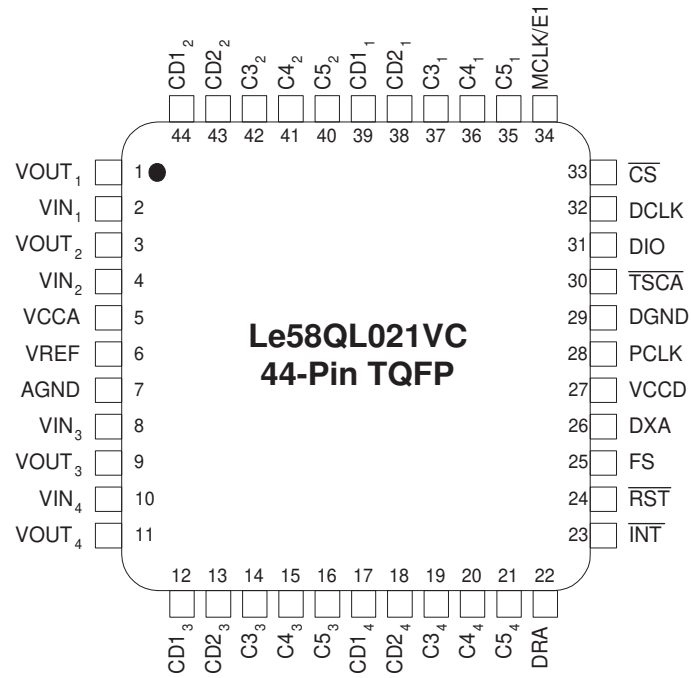 CD1₂
CD2₂
C3₂
C4₂
C5₂
CD1₁
CD2₁
C3₁
C4₁
C5₁
MCLK/E1
44 43 42 41 40 39 38 37 36 35 34
VOUT₁ 1
VIN₁ 2
VOUT₂ 3
VIN₂ 4
VCCA 5
VREF 6
AGND 7
VIN₃ 8
VOUT₃ 9
VIN₄ 10
VOUT₄ 11
Le58QL021VC
44-Pin TQFP
33 C̅S̅
32 DCLK
31 DIO
30 T̅S̅C̅A̅
29 DGND
28 PCLK
27 VCCD
26 DXA
25 FS
24 R̅S̅T̅
23 I̅N̅T̅
12 13 14 15 16 17 18 19 20 21 22
CD1₃
CD2₃
C3₃
C4₃
C5₃
CD1₄
CD2₄
C3₄
C4₄
C5₄
DRA